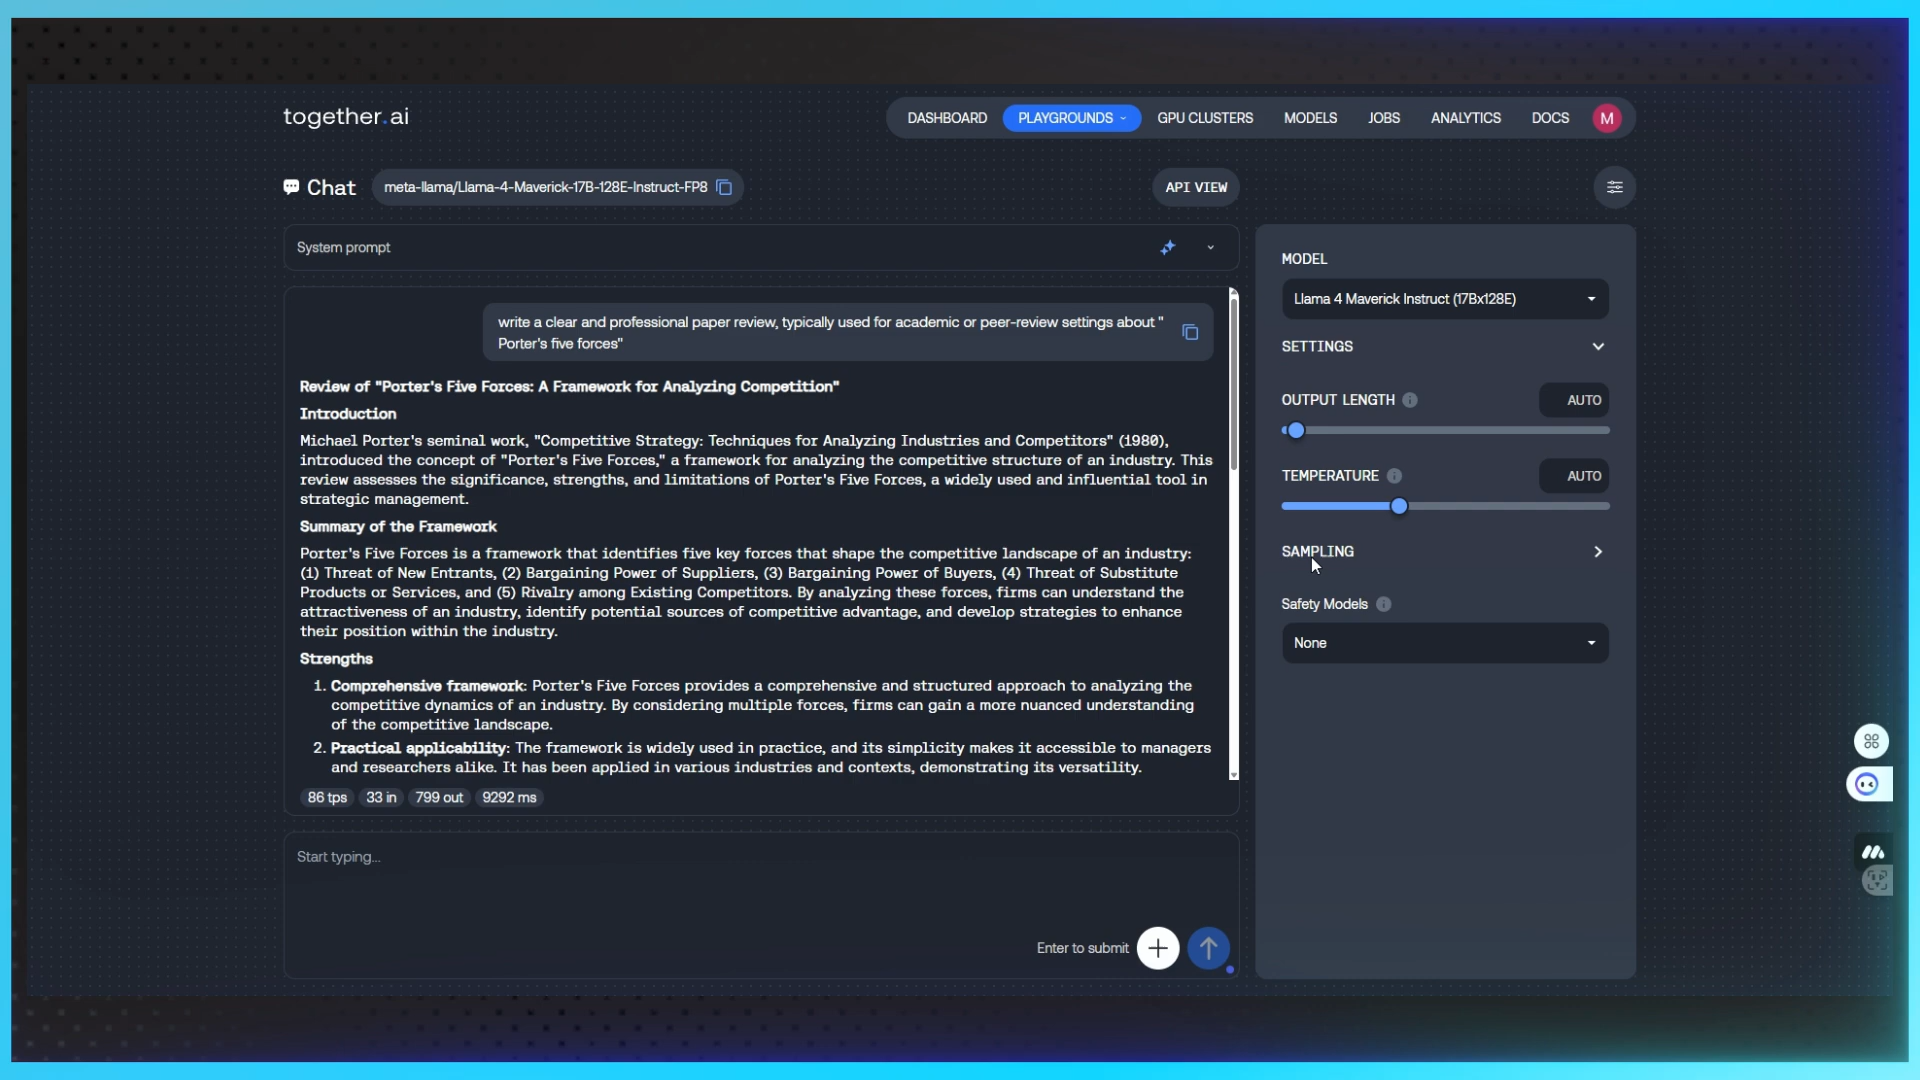 together.ai
DASHBOARD PLAYGROUNDS GPU CLUSTERS MODELS JOBS ANALYTICS DOCS M
Chat meta-llama/Llama-4-Maverick-17B-128E-Instruct-FP8 API VIEW
System prompt
write a clear and professional paper review, typically used for academic or peer-review settings about "
Porter's five forces"
Review of "Porter's Five Forces: A Framework for Analyzing Competition"
Introduction
Michael Porter's seminal work, "Competitive Strategy: Techniques for Analyzing Industries and Competitors" (1980),
introduced the concept of "Porter's Five Forces," a framework for analyzing the competitive structure of an industry. This
review assesses the significance, strengths, and limitations of Porter's Five Forces, a widely used and influential tool in
strategic management.
Summary of the Framework
Porter's Five Forces is a framework that identifies five key forces that shape the competitive landscape of an industry:
(1) Threat of New Entrants, (2) Bargaining Power of Suppliers, (3) Bargaining Power of Buyers, (4) Threat of Substitute
Products or Services, and (5) Rivalry among Existing Competitors. By analyzing these forces, firms can understand the
attractiveness of an industry, identify potential sources of competitive advantage, and develop strategies to enhance
their position within the industry.
Strengths
1. Comprehensive framework: Porter's Five Forces provides a comprehensive and structured approach to analyzing the
competitive dynamics of an industry. By considering multiple forces, firms can gain a more nuanced understanding
of the competitive landscape.
2. Practical applicability: The framework is widely used in practice, and its simplicity makes it accessible to managers
and researchers alike. It has been applied in various industries and contexts, demonstrating its versatility.
86 tps 33 in 799 out 9292 ms
Start typing...
Enter to submit
MODEL
Llama 4 Maverick Instruct (17Bx128E)
SETTINGS
OUTPUT LENGTH AUTO
TEMPERATURE AUTO
SAMPLING
Safety Models
None